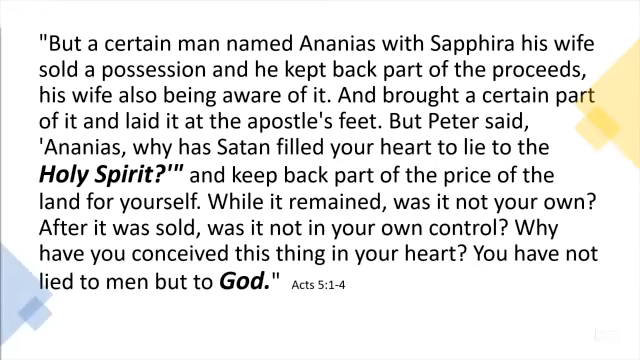 "But a certain man named Ananias with Sapphira his wife
sold a possession and he kept back part of the proceeds,
his wife also being aware of it. And brought a certain part
of it and laid it at the apostle's feet. But Peter said,
'Ananias, why has Satan filled your heart to lie to the
Holy Spirit?'" and keep back part of the price of the
land for yourself. While it remained, was it not your own?
After it was sold, was it not in your own control? Why
have you conceived this thing in your heart? You have not
lied to men but to God." Acts 5:1-4